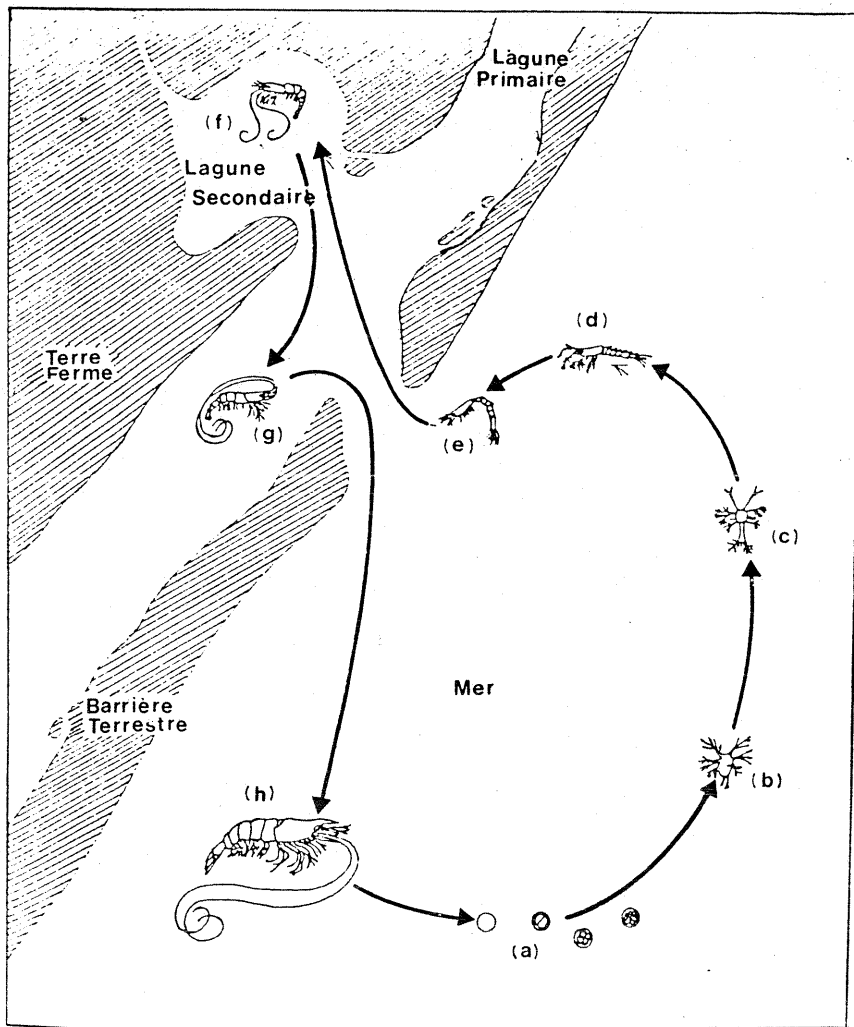 Lagune
Primaire
(f)
Lagune
Secondaire
(d)
Terre
Ferme
(g)
(e)
(c)
Mer
Barrière
Terrestre
(b)
(h)
(a)